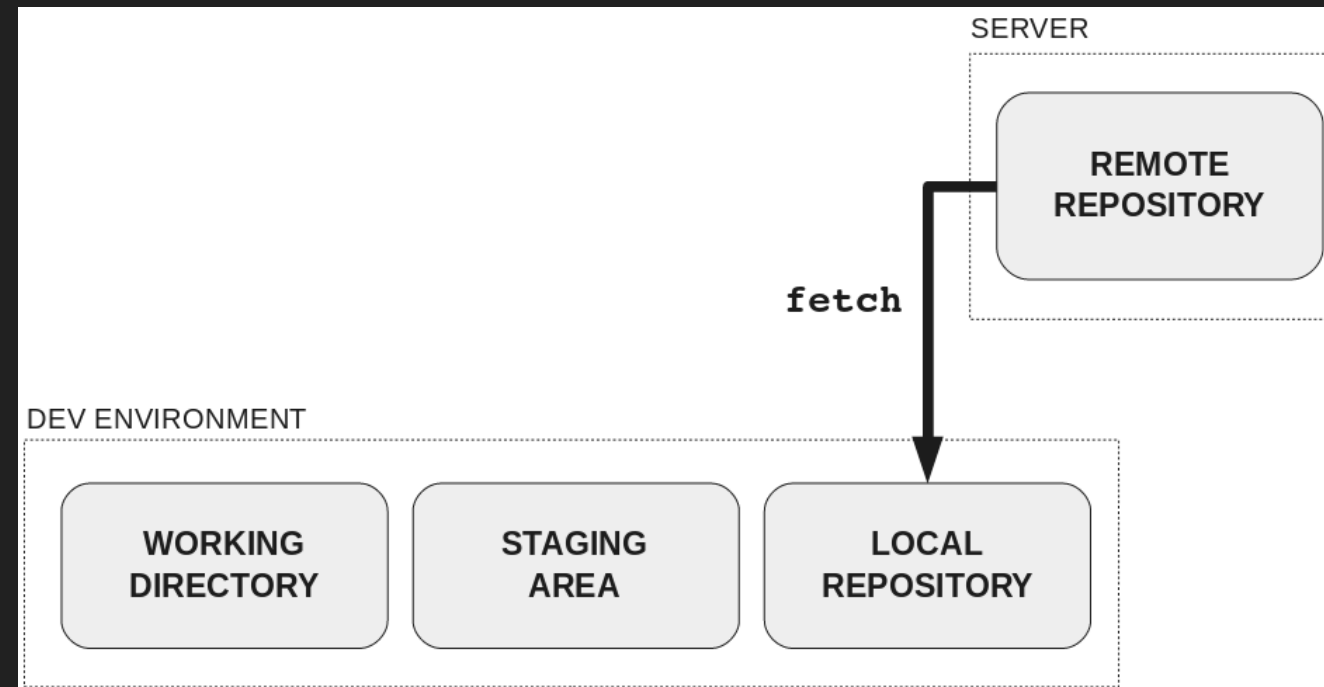 SERVER
REMOTE
REPOSITORY
fetch
DEV ENVIRONMENT
WORKING
DIRECTORY
STAGING
AREA
LOCAL
REPOSITORY